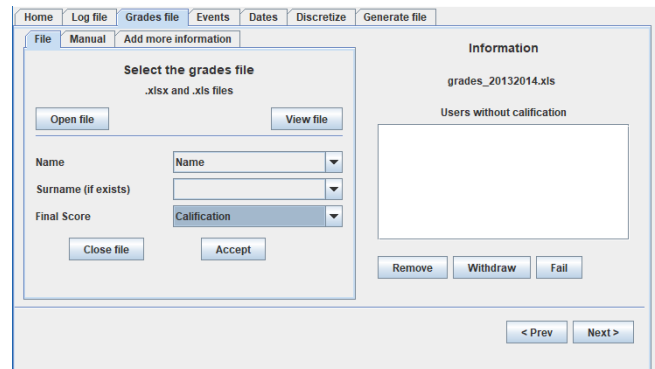 Home Log file Grades file Events Dates Discretize Generate file
File Manual Add more information
Select the grades file
.xlsx and .xls files
Open file View file
Name Name
Surname (if exists)
Final Score Calification
Close file Accept
Information
grades_20132014.xls
Users without calification
Remove Withdraw Fail
< Prev Next >